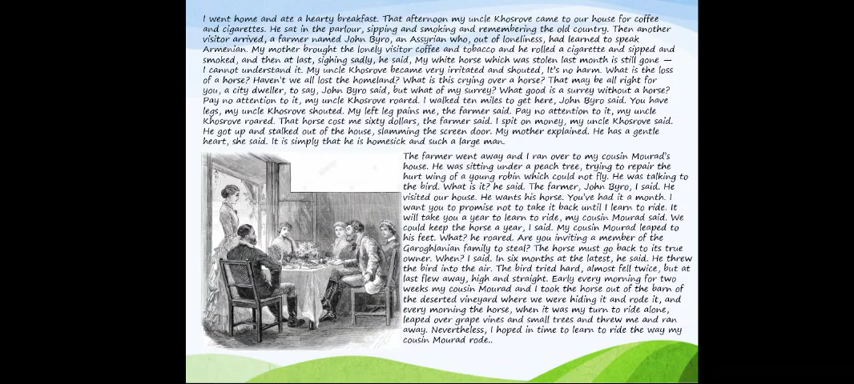 I went home and ate a hearty breakfast. That afternoon my uncle Khosrove came to our house for coffee
and cigarettes. He sat in the parlour, sipping and smoking and remembering the old country. Then another
visitor arrived, a farmer named John Byro, an Assyrian who, out of loneliness, had learned to speak
Armenian. My mother brought the lonely visitor coffee and tobacco and he rolled a cigarette and sipped and
smoked, and then at last, sighing sadly, he said, My white horse which was stolen last month is still gone —
I cannot understand it. My uncle Khosrove became very irritated and shouted, It's no harm. What is the loss
of a horse? Haven't we all lost the homeland? What is this crying over a horse? That may be all right for
you, a city dweller, to say, John Byro said, but what of my surrey? What good is a surrey without a horse?
Pay no attention to it, my uncle Khosrove roared. I walked ten miles to get here, John Byro said. You have
legs, my uncle Khosrove shouted. My left leg pains me, the farmer said. Pay no attention to it, my uncle
Khosrove roared. That horse cost me sixty dollars, the farmer said. I spit on money, my uncle Khosrove said.
He got up and stalked out of the house, slamming the screen door. My mother explained. He has a gentle
heart, she said. It is simply that he is homesick and such a large man.
The farmer went away and I ran over to my cousin Mourad's
house. He was sitting under a peach tree, trying to repair the
hurt wing of a young robin which could not fly. He was talking to
the bird. What is it? he said. The farmer, John Byro, I said. He
visited our house. He wants his horse. You've had it a month. I
want you to promise not to take it back until I learn to ride. It
will take you a year to learn to ride, my cousin Mourad said. We
could keep the horse a year, I said. My cousin Mourad leaped to
his feet. What? he roared. Are you inviting a member of the
Garoghlanian family to steal? The horse must go back to its true
owner. When? I said. In six months at the latest, he said. He threw
the bird into the air. The bird tried hard, almost fell twice, but at
last flew away, high and straight. Early every morning for two
weeks my cousin Mourad and I took the horse out of the barn of
the deserted vineyard where we were hiding it and rode it, and
every morning the horse, when it was my turn to ride alone,
leaped over grape vines and small trees and threw me and ran
away. Nevertheless, I hoped in time to learn to ride the way my
cousin Mourad rode..